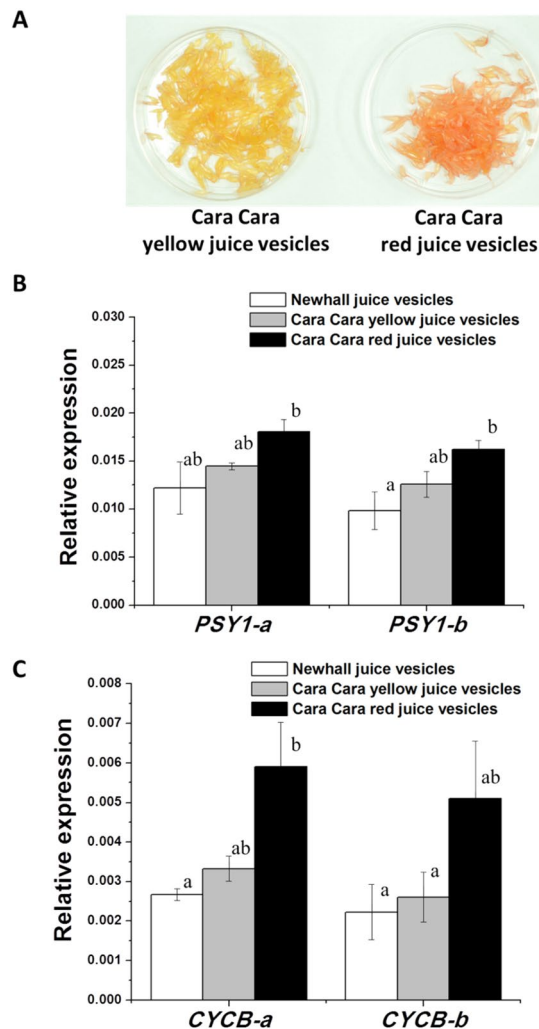 A
Cara Cara
yellow juice vesicles
Cara Cara
red juice vesicles
B
Newhall juice vesicles
Cara Cara yellow juice vesicles
Cara Cara red juice vesicles
Relative expression
0.030
0.025
0.020
0.015
0.010
0.005
0.000
ab
ab
b
a
ab
b
PSY1-a
PSY1-b
C
Newhall juice vesicles
Cara Cara yellow juice vesicles
Cara Cara red juice vesicles
Relative expression
0.008
0.007
0.006
0.005
0.004
0.003
0.002
0.001
0.000
a
ab
b
a
a
ab
CYCB-a
CYCB-b